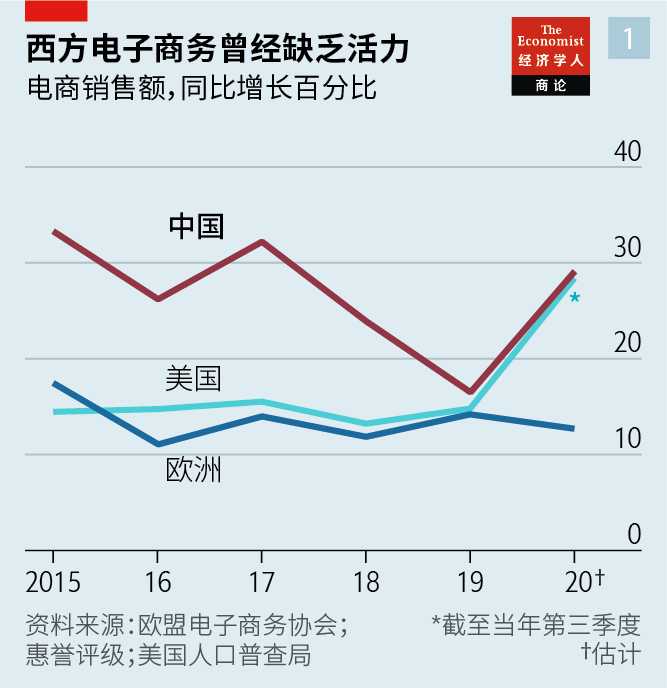 西方电子商务曾经缺乏活力
电商销售额，同比增长百分比
The
Economist
经济学人
商论
1
40
中国
30
*
20
美国
10
欧洲
0
2015 16 17 18 19 20†
资料来源：欧盟电子商务协会；
惠誉评级；美国人口普查局
*截至当年第三季度
†估计